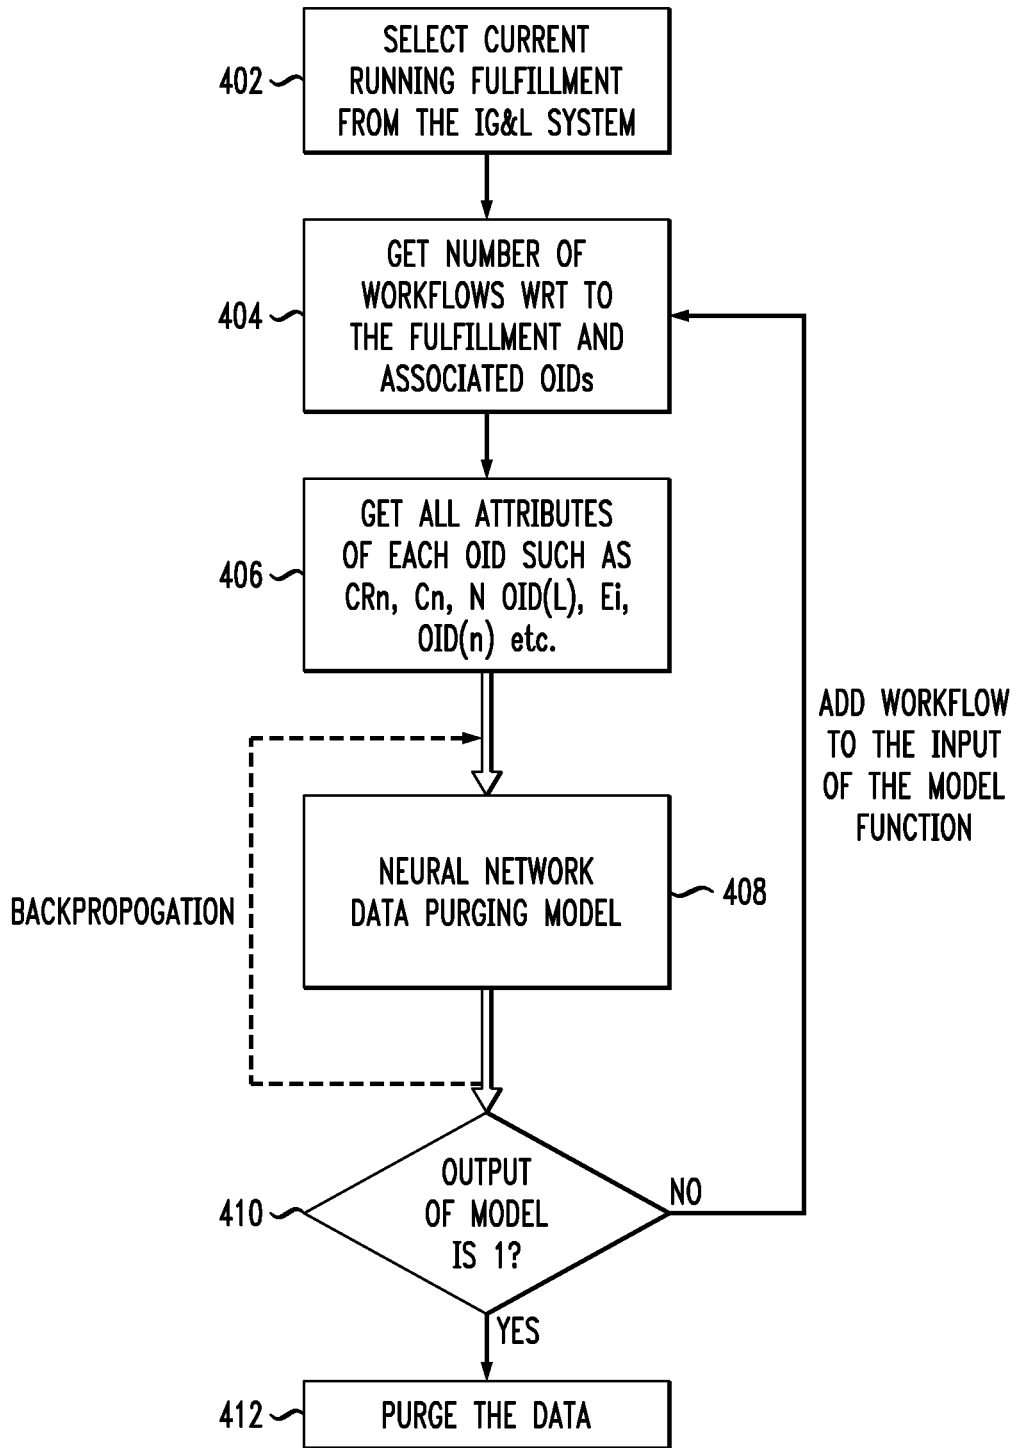 SELECT CURRENT
RUNNING FULFILLMENT
FROM THE IG&L SYSTEM
402
GET NUMBER OF
WORKFLOWS WRT TO
THE FULFILLMENT AND
ASSOCIATED OIDs
404
GET ALL ATTRIBUTES
OF EACH OID SUCH AS
CRn, Cn, N OID(L), Ei,
OID(n) etc.
406
ADD WORKFLOW
TO THE INPUT
OF THE MODEL
FUNCTION
NEURAL NETWORK
DATA PURGING MODEL
408
BACKPROPOGATION
OUTPUT
OF MODEL
IS 1?
410
NO
YES
PURGE THE DATA
412